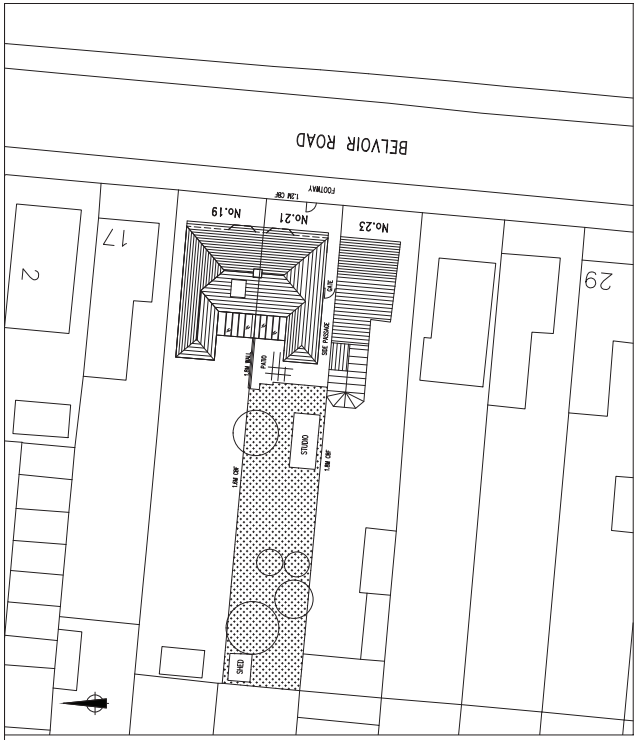 BELVOIR ROAD
FOOTWAY
1.2M CBF
No.19
No.21
No.23
17
2
29
GATE
SIDE PASSAGE
1.8M WALL
PATIO
STUDIO
1.6M CBF
1.8M CBF
SHED